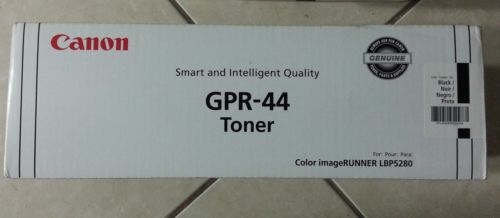 Canon
Smart and Intelligent Quality
GENUINE
GPR-44
Toner
Black /
Noir /
Negro /
Preto
For: Pour: Para:
Color imageRUNNER LBP5280